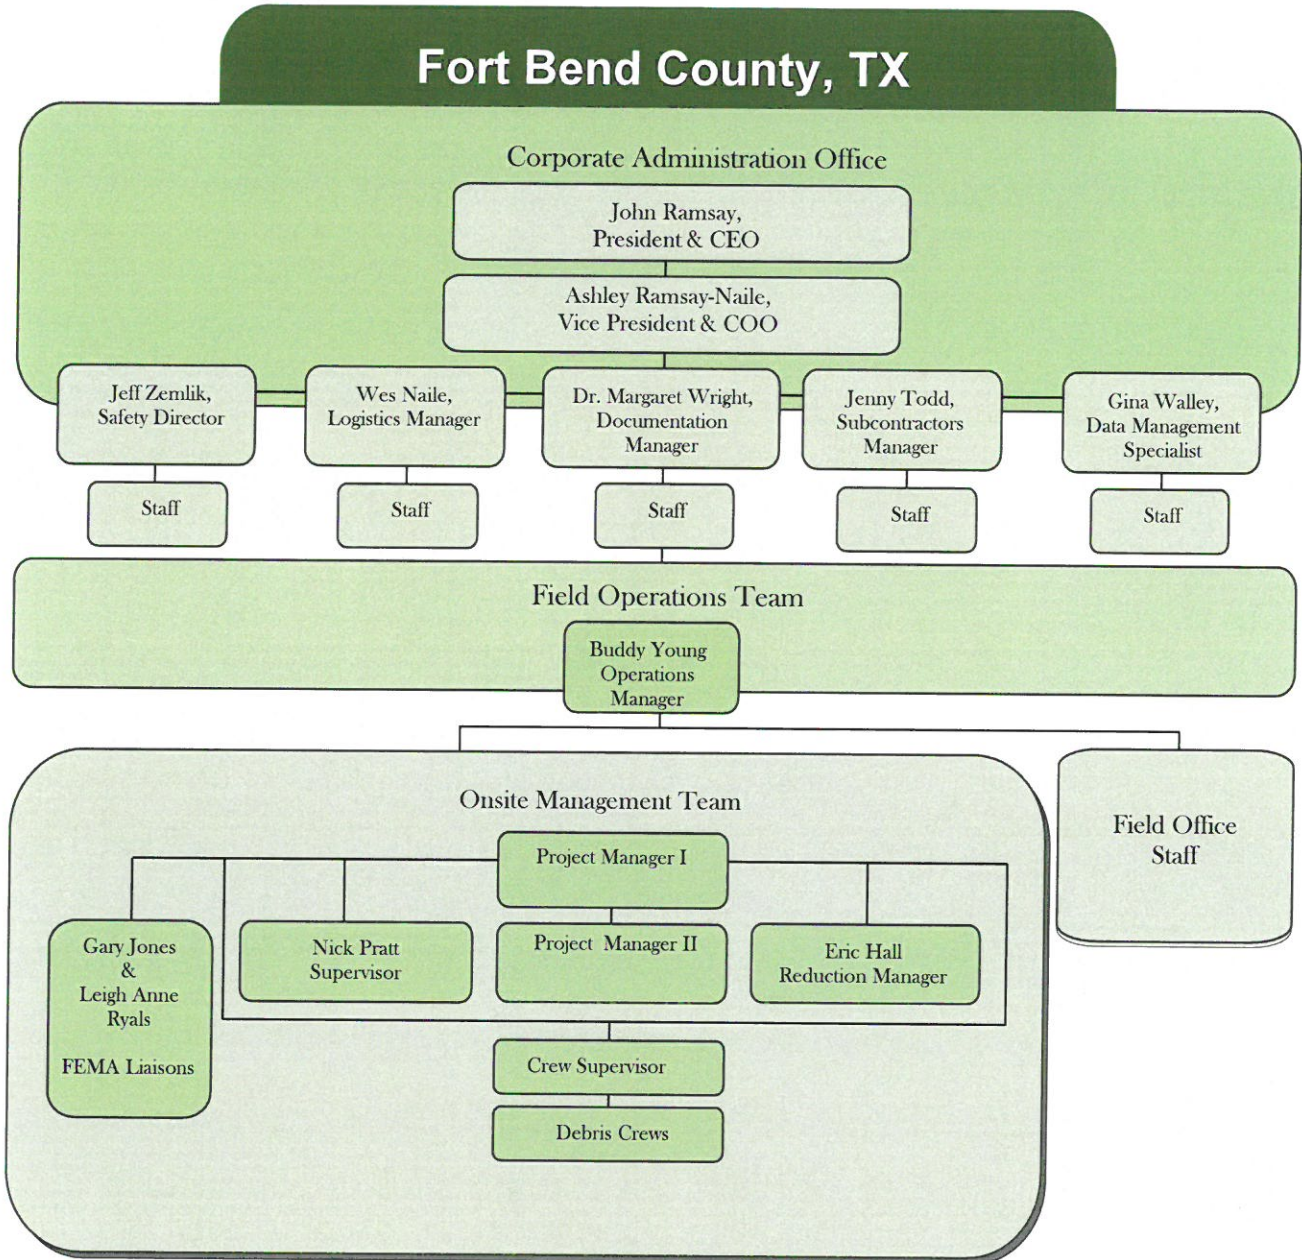 Fort Bend County, TX
Corporate Administration Office
John Ramsay,
President & CEO
Ashley Ramsay-Naile,
Vice President & COO
Jeff Zemlik,
Safety Director
Wes Naile,
Logistics Manager
Dr. Margaret Wright,
Documentation
Manager
Jenny Todd,
Subcontractors
Manager
Gina Walley,
Data Management
Specialist
Staff
Staff
Staff
Staff
Staff
Field Operations Team
Buddy Young
Operations
Manager
Onsite Management Team
Field Office
Staff
Project Manager I
Gary Jones
&
Leigh Anne
Ryals
FEMA Liaisons
Nick Pratt
Supervisor
Project Manager II
Eric Hall
Reduction Manager
Crew Supervisor
Debris Crews